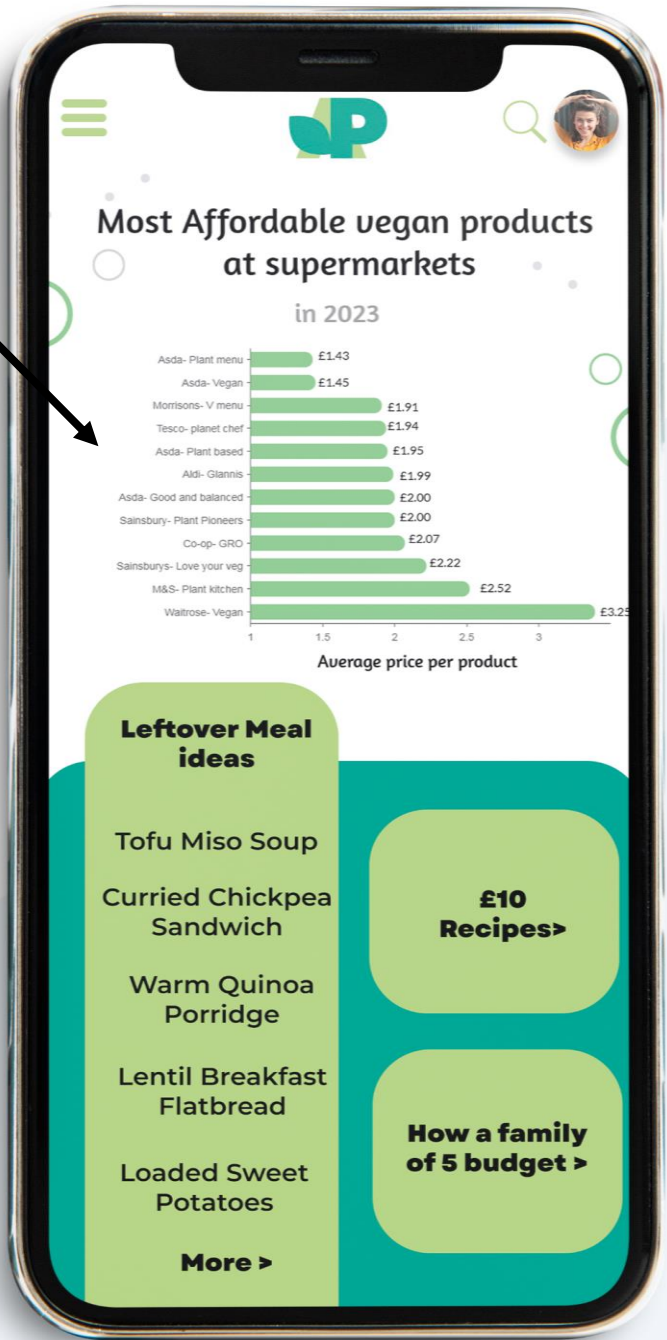 AP
Most Affordable vegan products
at supermarkets
in 2023
Asda- Plant menu £1.43
Asda- Vegan £1.45
Morrisons- V menu £1.91
Tesco- planet chef £1.94
Asda- Plant based £1.95
Aldi- Glannis £1.99
Asda- Good and balanced £2.00
Sainsbury- Plant Pioneers £2.00
Co-op- GRO £2.07
Sainsburys- Love your veg £2.22
M&S- Plant kitchen £2.52
Waitrose- Vegan £3.25
1 1.5 2 2.5 3
Average price per product
Leftover Meal
ideas
Tofu Miso Soup
Curried Chickpea
Sandwich
Warm Quinoa
Porridge
Lentil Breakfast
Flatbread
Loaded Sweet
Potatoes
More >
£10
Recipes>
How a family
of 5 budget >